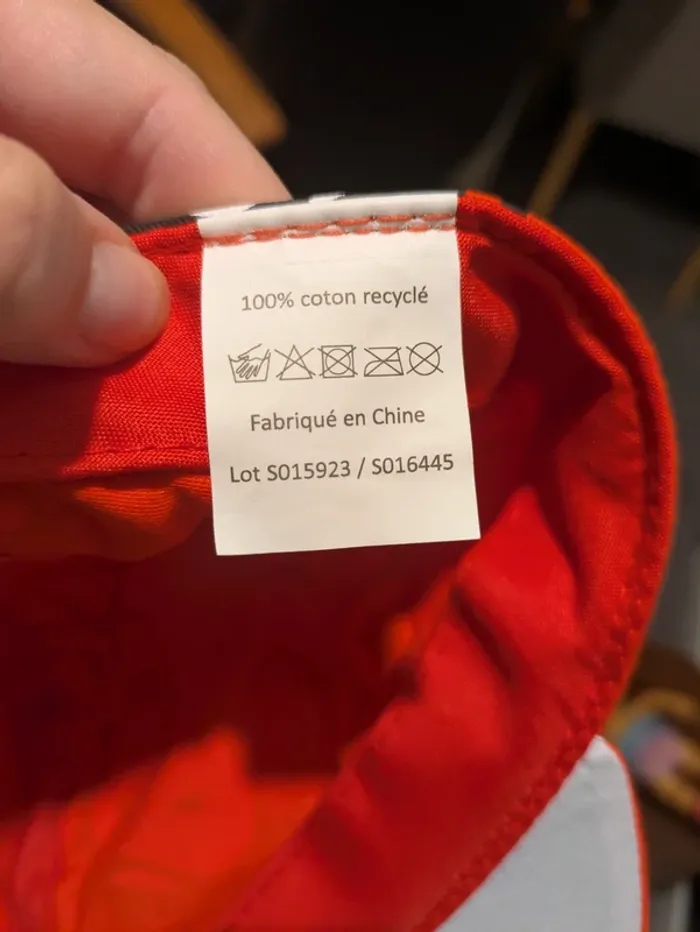 100% coton recyclé
Fabriqué en Chine
Lot S015923 / S016445